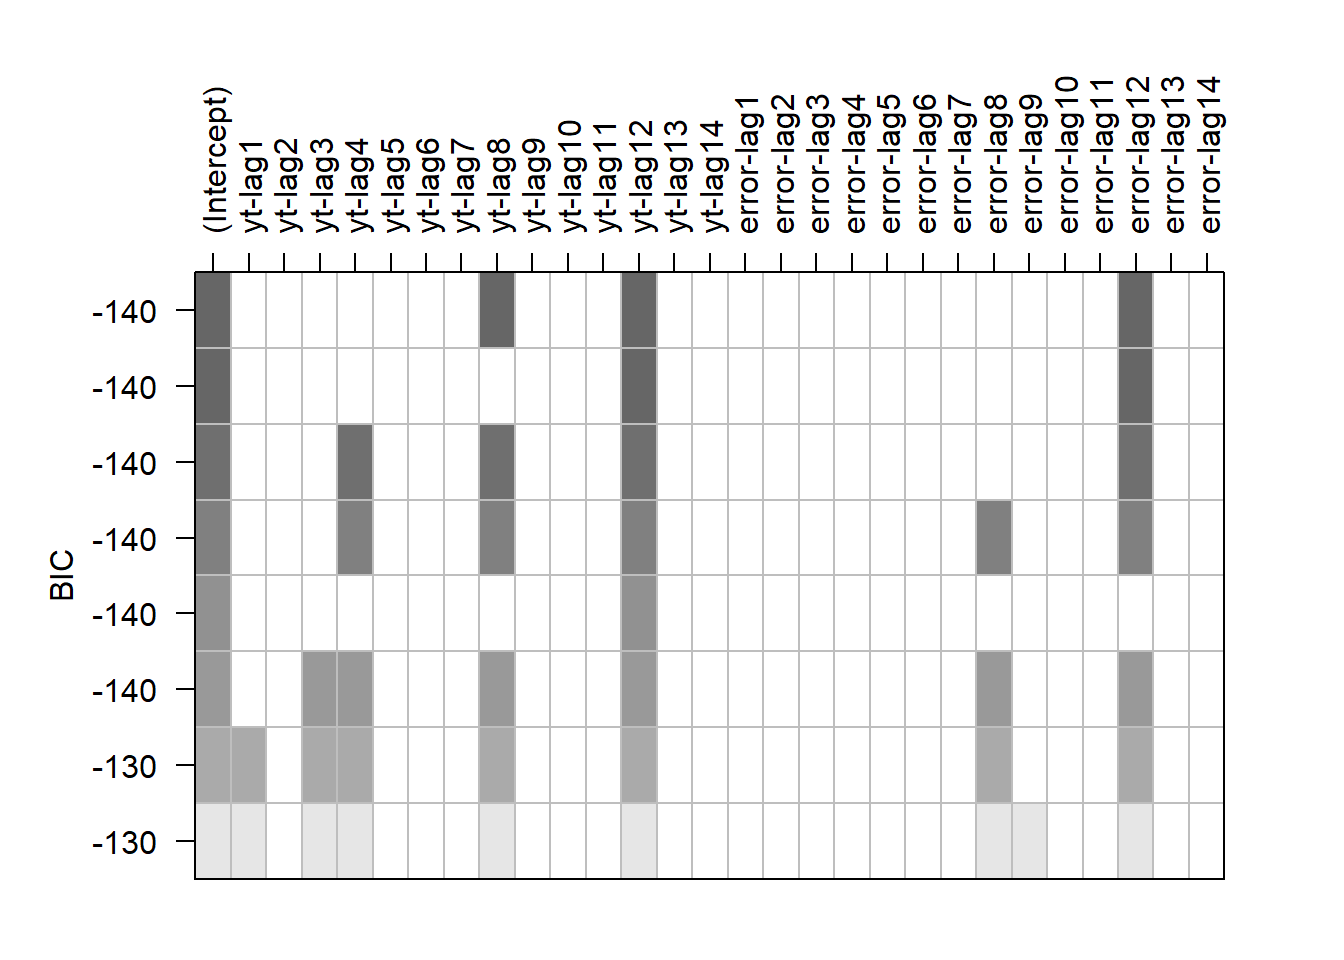 (Intercept)
yt-lag1
yt-lag2
yt-lag3
yt-lag4
yt-lag5
yt-lag6
yt-lag7
yt-lag8
yt-lag9
yt-lag10
yt-lag11
yt-lag12
yt-lag13
yt-lag14
error-lag1
error-lag2
error-lag3
error-lag4
error-lag5
error-lag6
error-lag7
error-lag8
error-lag9
error-lag10
error-lag11
error-lag12
error-lag13
error-lag14
BIC
-140
-140
-140
-140
-140
-140
-130
-130